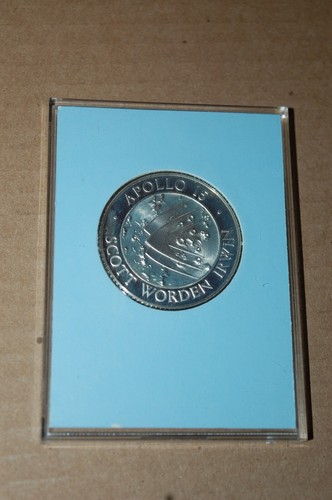 · APOLLO 15 ·
SCOTT WORDEN IRWIN